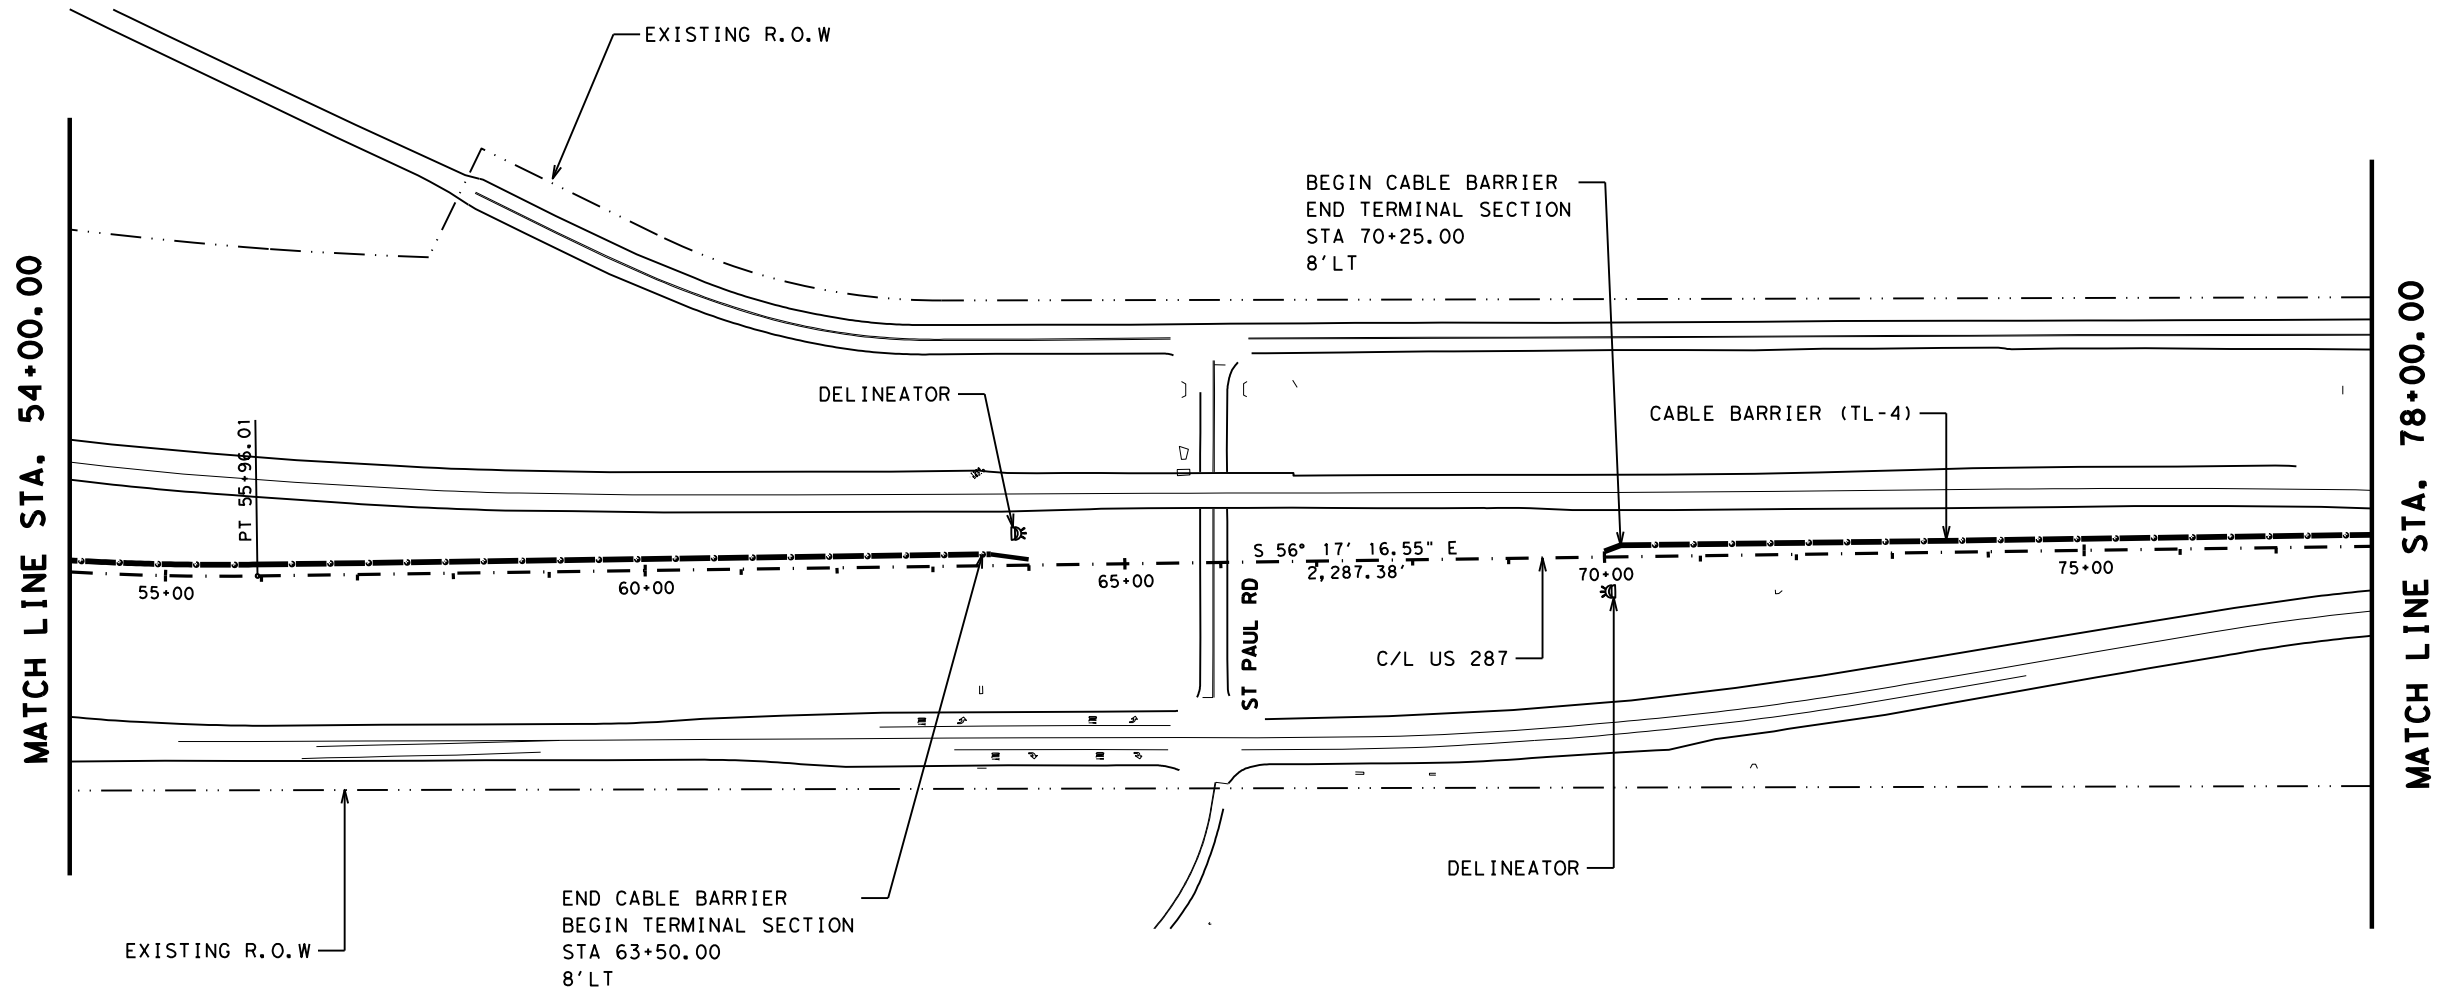 EXISTING R.O.W
BEGIN CABLE BARRIER
END TERMINAL SECTION
STA 70+25.00
8'LT
MATCH LINE STA. 54+00.00
MATCH LINE STA. 78+00.00
DELINEATOR
CABLE BARRIER (TL-4)
PT 55+96.01
S 56° 17' 16.55" E
2,287.38'
55+00
60+00
65+00
70+00
75+00
ST PAUL RD
C/L US 287
DELINEATOR
END CABLE BARRIER
BEGIN TERMINAL SECTION
STA 63+50.00
8'LT
EXISTING R.O.W